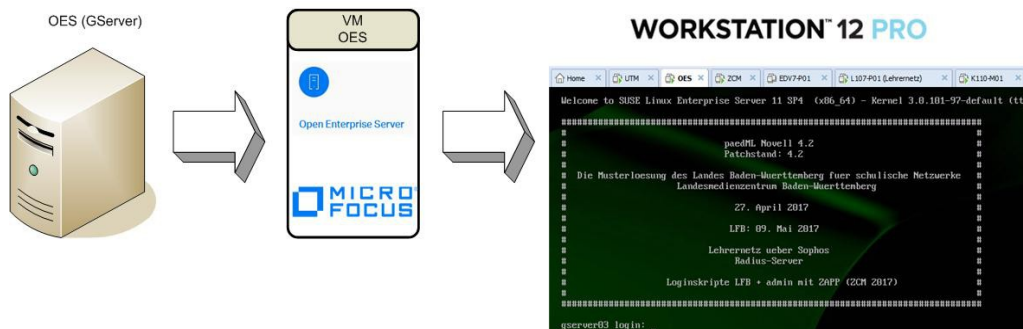 OES (GServer)
VM
OES
Open Enterprise Server
MICRO
FOCUS
WORKSTATION™ 12 PRO
Home × UTM × OES × ZCM × EDV7-P01 × L107-P01 (Lehrernetz) × K110-M01 ×
Welcome to SUSE Linux Enterprise Server 11 SP4 (x86_64) - Kernel 3.0.101-97-default (tt
paedML Novell 4.2
Patchstand: 4.2
Die Musterloesung des Landes Baden-Wuerttemberg fuer schulische Netzwerke
Landesmedienzentrum Baden-Wuerttemberg
27. April 2017
LFB: 09. Mai 2017
Lehrernetz ueber Sophos
Radius-Server
Loginskripte LFB + admin mit ZAPP (ZCM 2017)
gserver03 login: